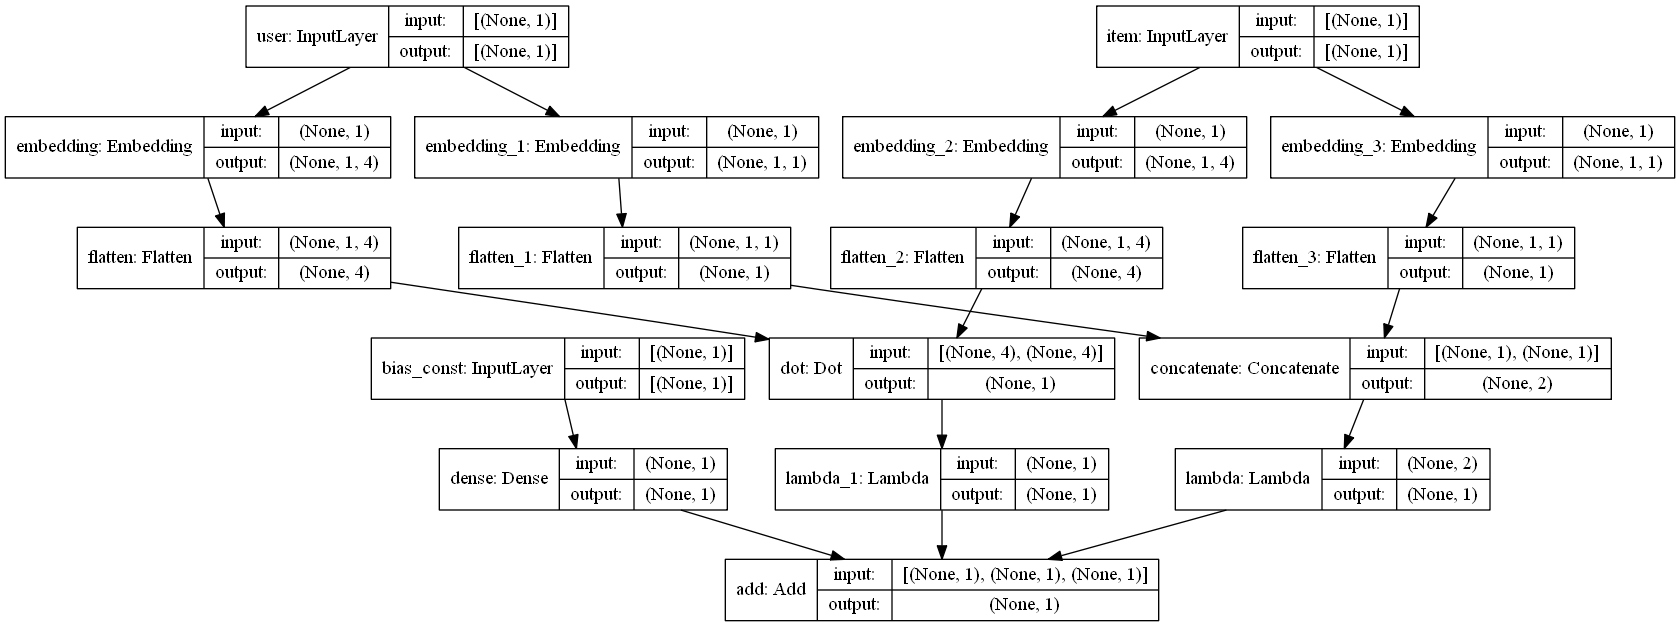 user: InputLayer input: [(None, 1)]
output: [(None, 1)]
item: InputLayer input: [(None, 1)]
output: [(None, 1)]
embedding: Embedding input: (None, 1)
output: (None, 1, 4)
embedding_1: Embedding input: (None, 1)
output: (None, 1, 1)
embedding_2: Embedding input: (None, 1)
output: (None, 1, 4)
embedding_3: Embedding input: (None, 1)
output: (None, 1, 1)
flatten: Flatten input: (None, 1, 4)
output: (None, 4)
flatten_1: Flatten input: (None, 1, 1)
output: (None, 1)
flatten_2: Flatten input: (None, 1, 4)
output: (None, 4)
flatten_3: Flatten input: (None, 1, 1)
output: (None, 1)
bias_const: InputLayer input: [(None, 1)]
output: [(None, 1)]
dot: Dot input: [(None, 4), (None, 4)]
output: (None, 1)
concatenate: Concatenate input: [(None, 1), (None, 1)]
output: (None, 2)
dense: Dense input: (None, 1)
output: (None, 1)
lambda_1: Lambda input: (None, 1)
output: (None, 1)
lambda: Lambda input: (None, 2)
output: (None, 1)
add: Add input: [(None, 1), (None, 1), (None, 1)]
output: (None, 1)